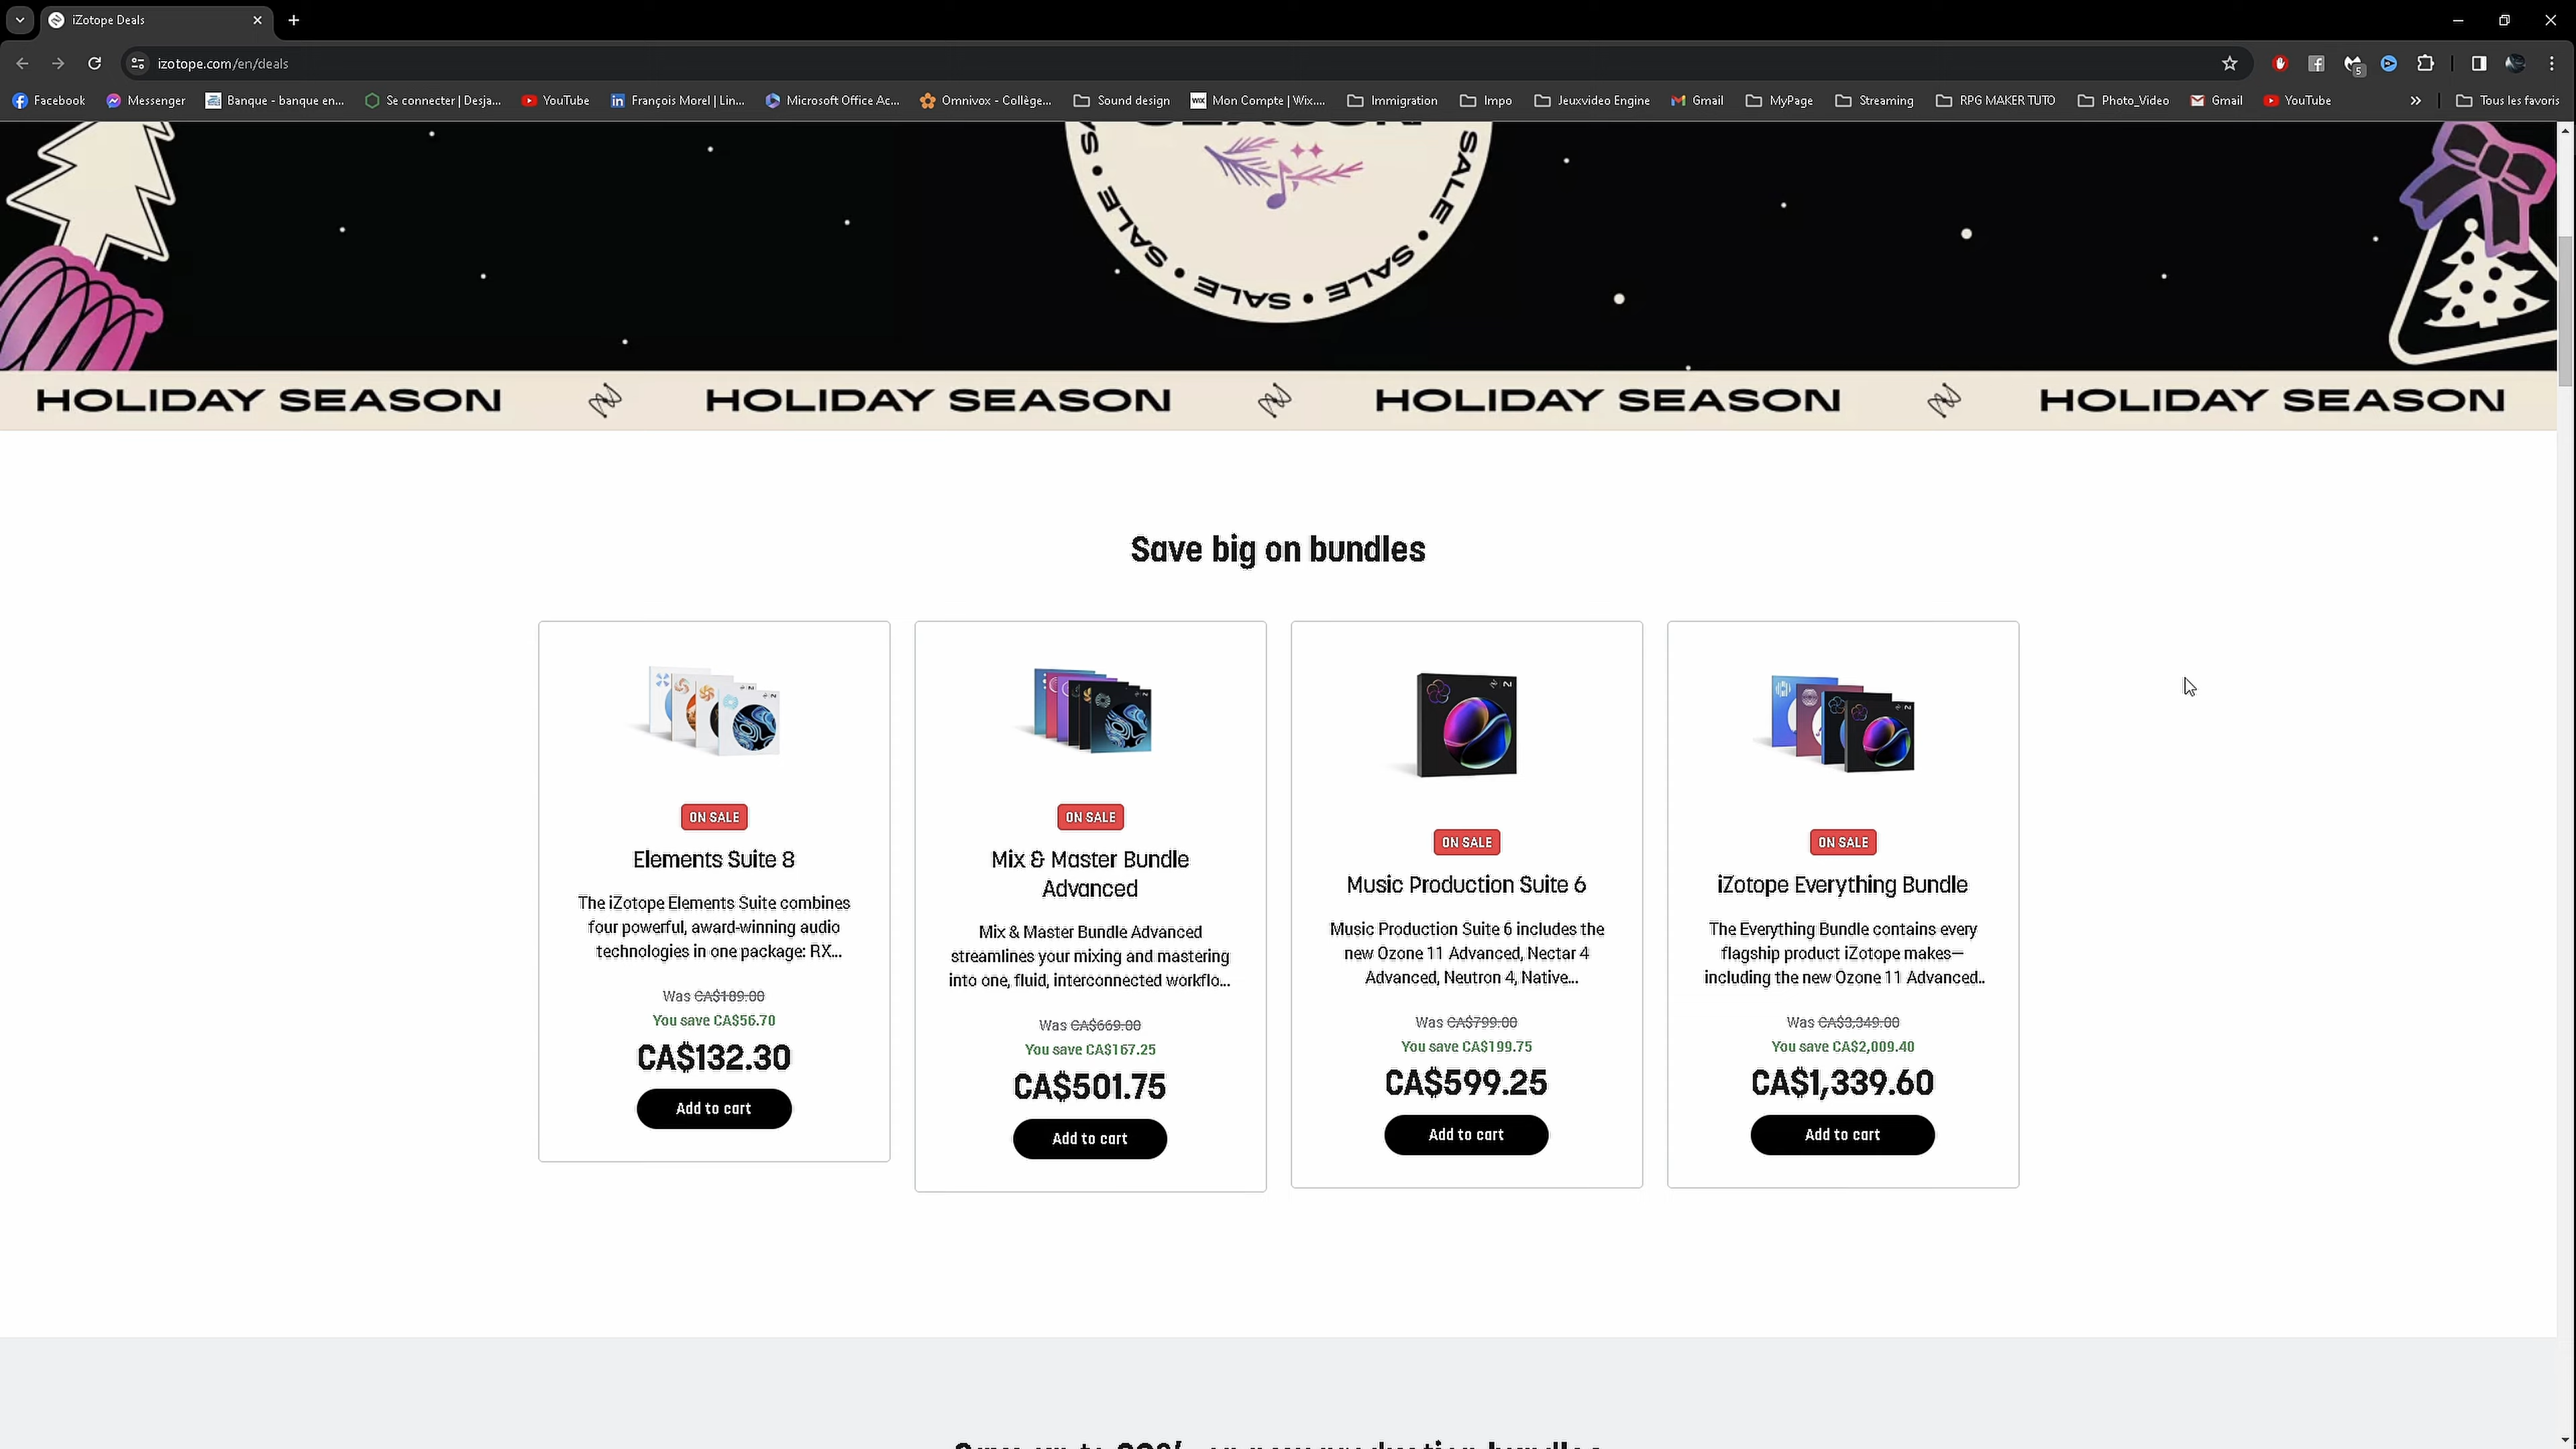 iZotope Deals
izotope.com/en/deals
Facebook
Messenger
Banque - banque en...
Se connecter | Desja...
YouTube
François Morel | Lin...
Microsoft Office Ac...
Omnivox - Collège...
Sound design
WIX
Mon Compte | Wix....
Immigration
Impo
Jeuxvideo Engine
Gmail
MyPage
Streaming
RPG MAKER TUTO
Photo_Video
Gmail
YouTube
Tous les favoris
5
SALE • SALE • SALE • SALE • SALE
HOLIDAY SEASON HOLIDAY SEASON HOLIDAY SEASON HOLIDAY SEASON
Save big on bundles
ON SALE
Elements Suite 8
The iZotope Elements Suite combines
four powerful, award-winning audio
technologies in one package: RX...
Was CA$189.00
You save CA$56.70
CA$132.30
Add to cart
ON SALE
Mix & Master Bundle
Advanced
Mix & Master Bundle Advanced
streamlines your mixing and mastering
into one, fluid, interconnected workflo...
Was CA$669.00
You save CA$167.25
CA$501.75
Add to cart
ON SALE
Music Production Suite 6
Music Production Suite 6 includes the
new Ozone 11 Advanced, Nectar 4
Advanced, Neutron 4, Native...
Was CA$799.00
You save CA$199.75
CA$599.25
Add to cart
ON SALE
iZotope Everything Bundle
The Everything Bundle contains every
flagship product iZotope makes—
including the new Ozone 11 Advanced..
Was CA$3,349.00
You save CA$2,009.40
CA$1,339.60
Add to cart